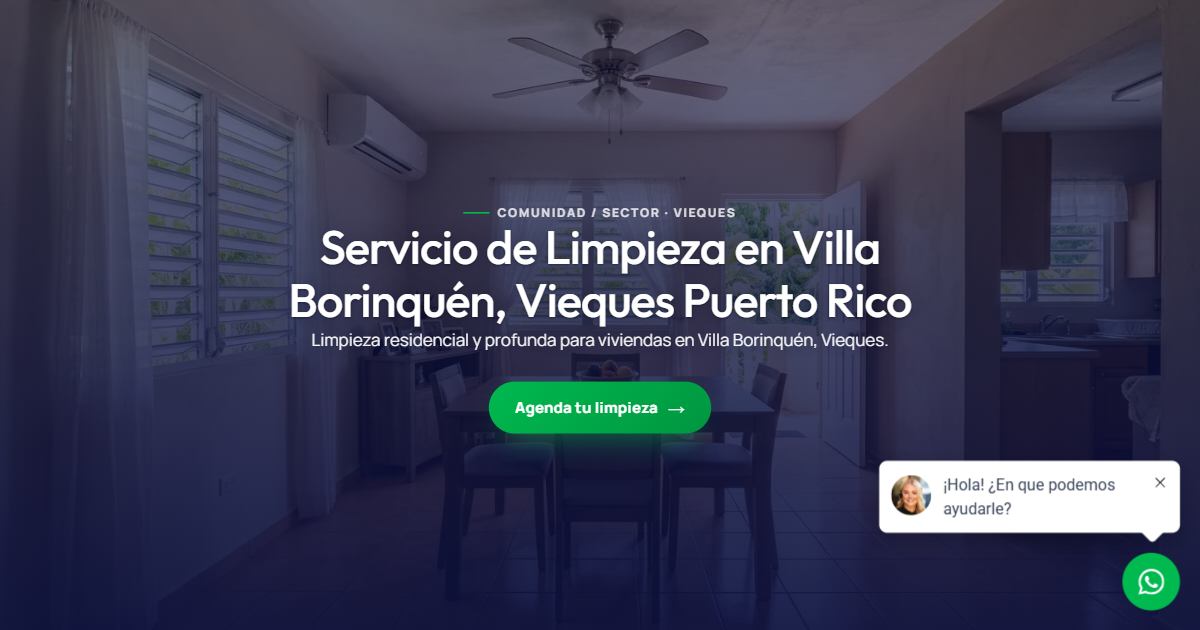 COMUNIDAD / SECTOR · VIEQUES
Servicio de Limpieza en Villa
Borinquén, Vieques Puerto Rico
Limpieza residencial y profunda para viviendas en Villa Borinquén, Vieques.
Agenda tu limpieza →
¡Hola! ¿En que podemos
ayudarle?